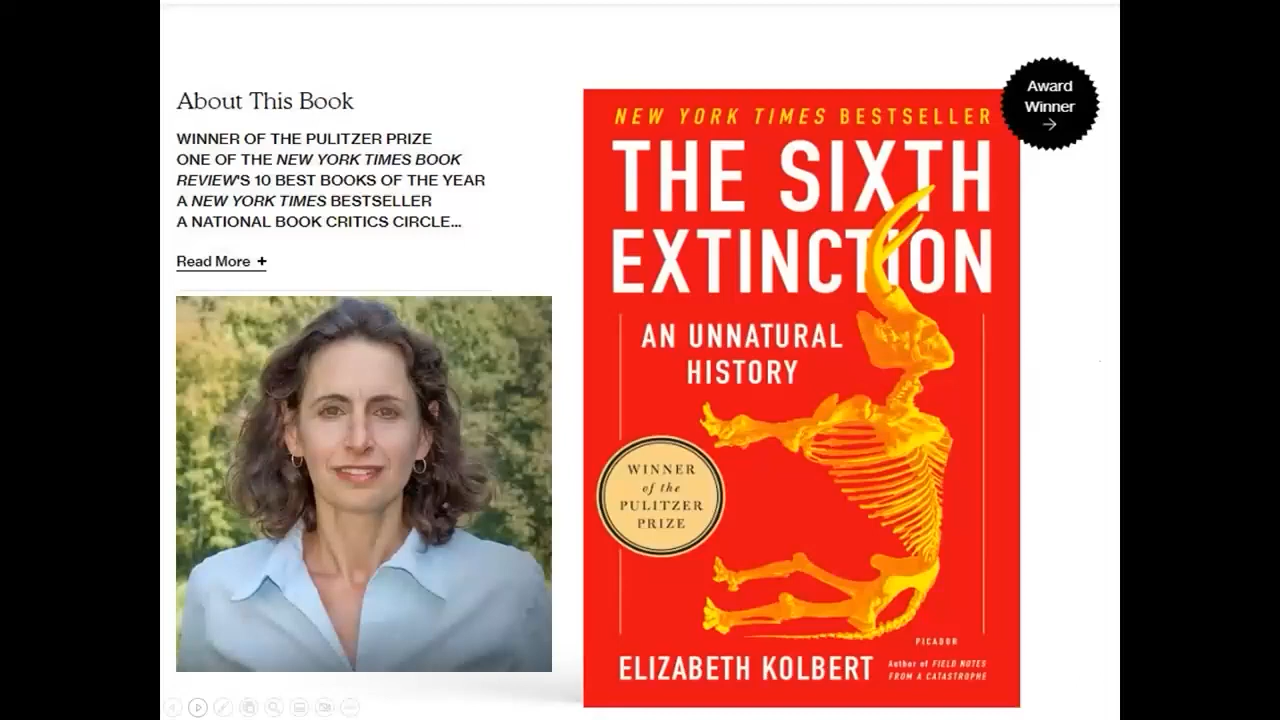 About This Book
WINNER OF THE PULITZER PRIZE
ONE OF THE NEW YORK TIMES BOOK
REVIEW'S 10 BEST BOOKS OF THE YEAR
A NEW YORK TIMES BESTSELLER
A NATIONAL BOOK CRITICS CIRCLE...
Read More +
Award
Winner
→
NEW YORK TIMES BESTSELLER
THE SIXTH
EXTINCTION
AN UNNATURAL
HISTORY
WINNER
of the
PULITZER
PRIZE
PICADOR
ELIZABETH KOLBERT
Author of FIELD NOTES
FROM A CATASTROPHE